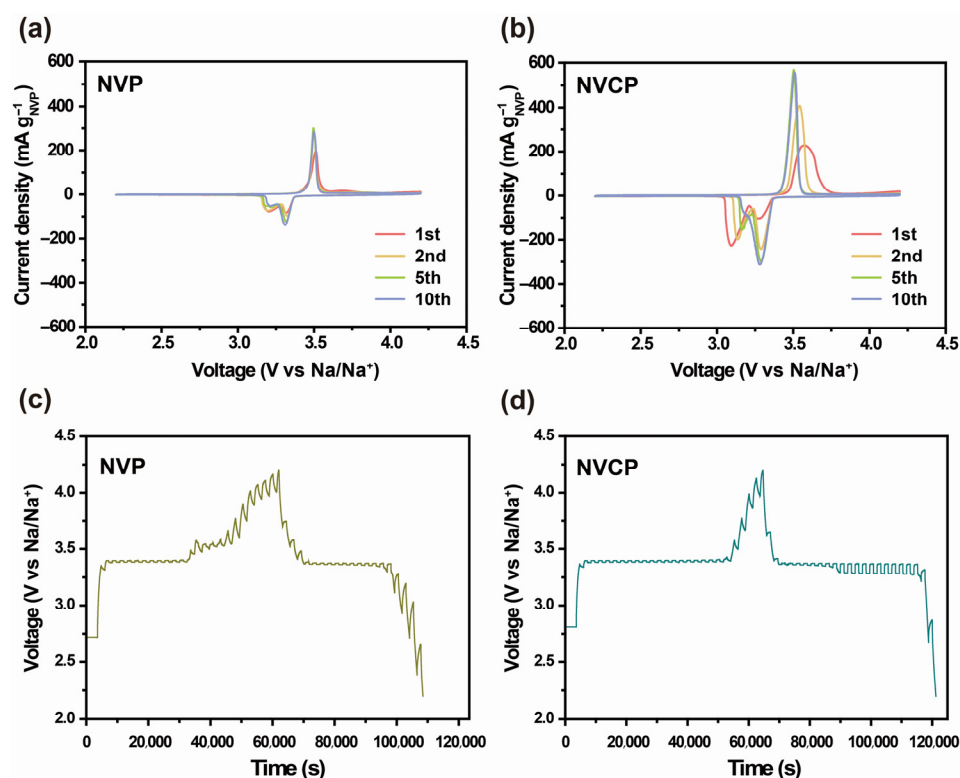 (a)
NVP
Current density (mA g⁻¹NVP)
600
400
200
0
−200
−400
−600
1st
2nd
5th
10th
2.0 2.5 3.0 3.5 4.0 4.5
Voltage (V vs Na/Na⁺)
(b)
NVCP
Current density (mA g⁻¹NVP)
600
400
200
0
−200
−400
−600
1st
2nd
5th
10th
2.0 2.5 3.0 3.5 4.0 4.5
Voltage (V vs Na/Na⁺)
(c)
NVP
Voltage (V vs Na/Na⁺)
4.5
4.0
3.5
3.0
2.5
2.0
0 20,000 40,000 60,000 80,000 100,000 120,000
Time (s)
(d)
NVCP
Voltage (V vs Na/Na⁺)
4.5
4.0
3.5
3.0
2.5
2.0
0 20,000 40,000 60,000 80,000 100,000 120,000
Time (s)